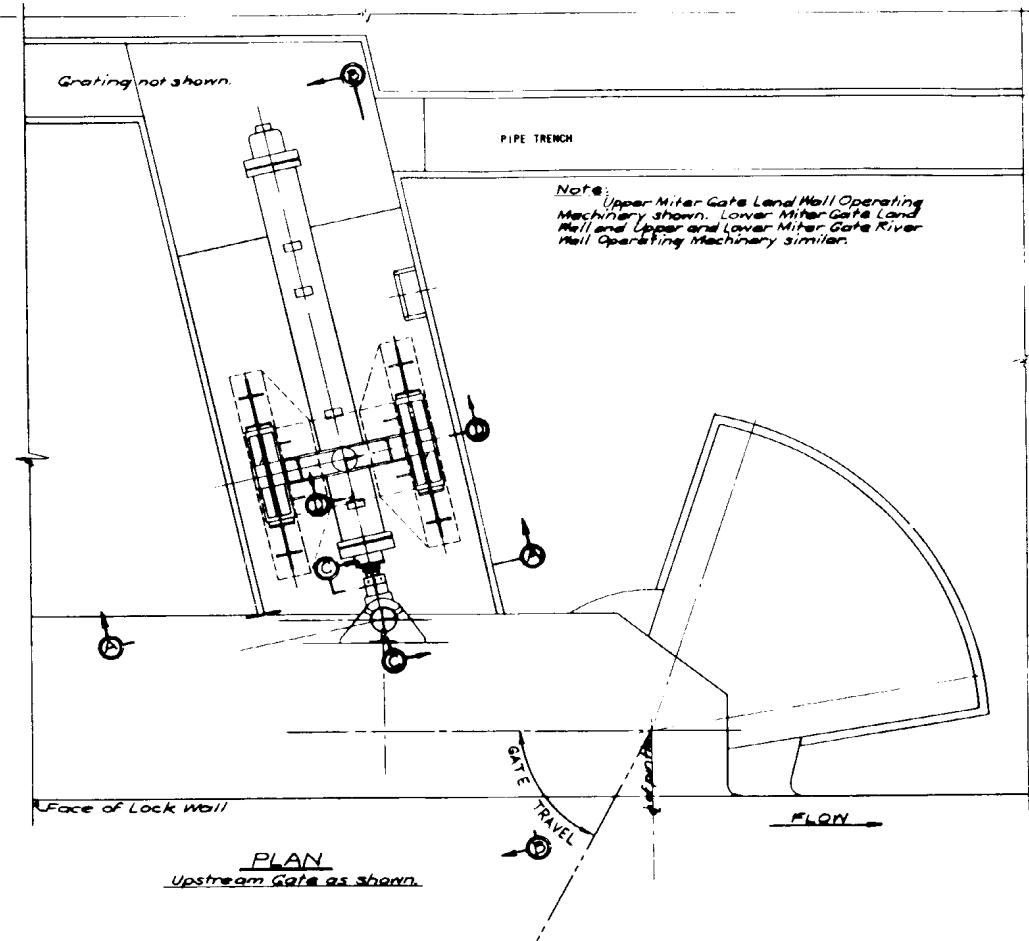 Grating not shown.
B
PIPE TRENCH
Note:
Upper Miter Gate Land Wall Operating
Machinery shown. Lower Miter Gate Land
Wall and Upper and Lower Miter Gate River
Wall Operating Machinery similar.
D
D
A
C
A
C
GATE TRAVEL
of pintle
Face of Lock Wall
FLOW
B
PLAN
Upstream Gate as shown.